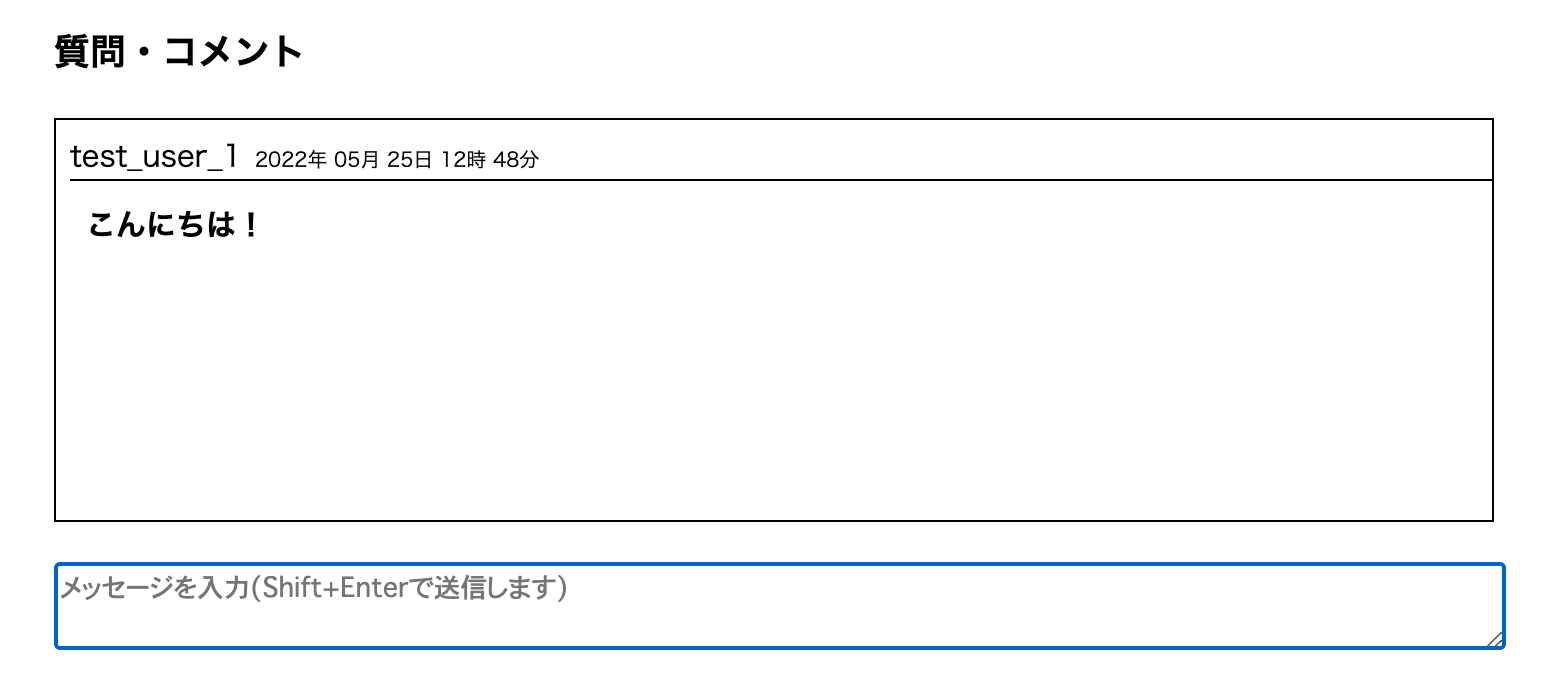 質問・コメント
test_user_1 2022年 05月 25日 12時 48分
こんにちは！
メッセージを入力(Shift+Enterで送信します)